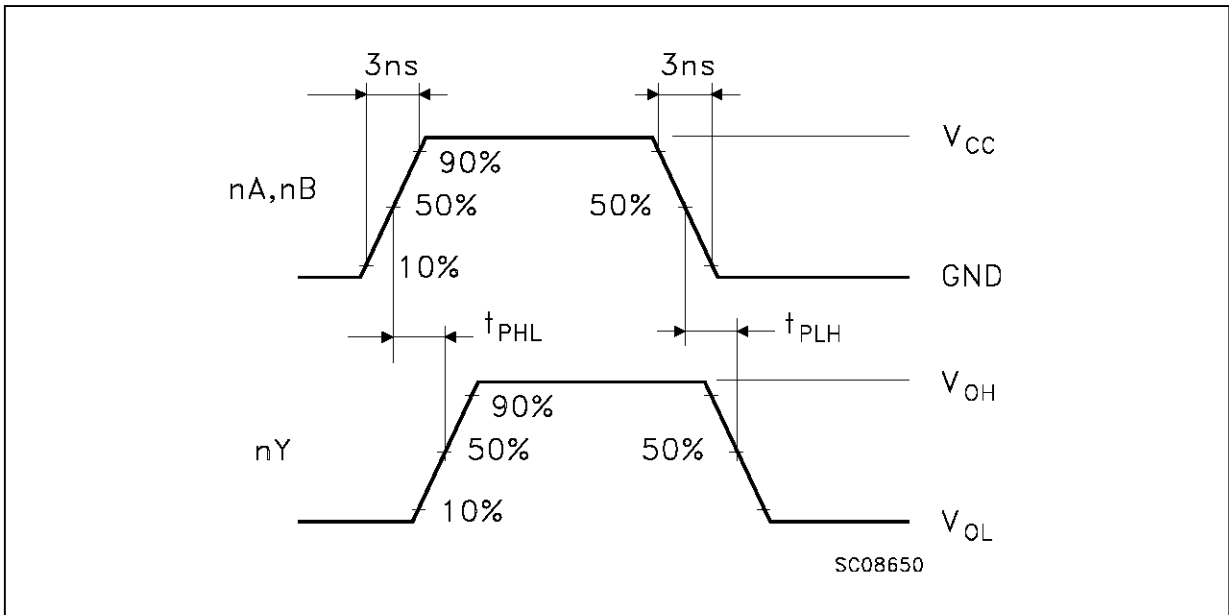 3ns 3ns
V_CC
90%
nA,nB 50% 50%
10% GND
t_PHL t_PLH
V_OH
90%
nY 50% 50%
10% V_OL
SC08650